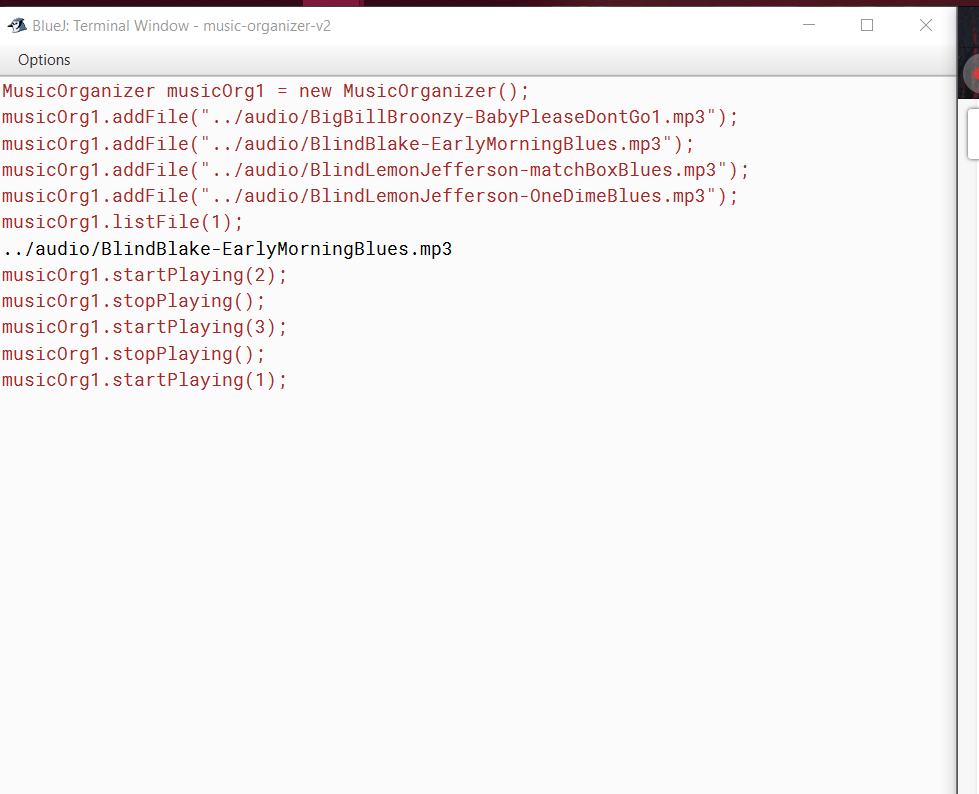 BlueJ: Terminal Window - music-organizer-v2
Options
MusicOrganizer musicOrg1 = new MusicOrganizer();
musicOrg1.addFile("../audio/BigBillBroonzy-BabyPleaseDontGo1.mp3");
musicOrg1.addFile("../audio/BlindBlake-EarlyMorningBlues.mp3");
musicOrg1.addFile("../audio/BlindLemonJefferson-matchBoxBlues.mp3");
musicOrg1.addFile("../audio/BlindLemonJefferson-OneDimeBlues.mp3");
musicOrg1.listFile(1);
../audio/BlindBlake-EarlyMorningBlues.mp3
musicOrg1.startPlaying(2);
musicOrg1.stopPlaying();
musicOrg1.startPlaying(3);
musicOrg1.stopPlaying();
musicOrg1.startPlaying(1);